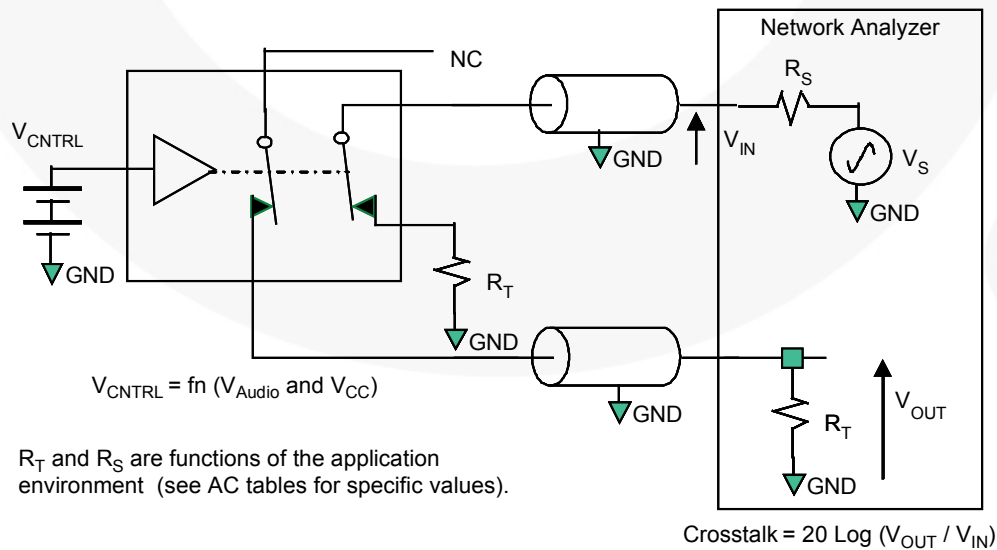 Network Analyzer
NC
R_S
V_CNTRL
V_IN
GND
V_S
GND
GND
R_T
GND
V_CNTRL = fn (V_Audio and V_CC)
GND
R_T
V_OUT
GND
R_T and R_S are functions of the application
environment (see AC tables for specific values).
Crosstalk = 20 Log (V_OUT / V_IN)